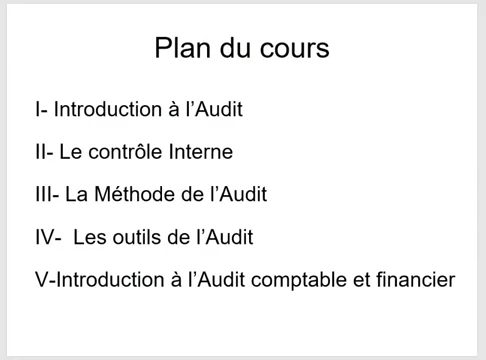 Plan du cours
I- Introduction à l’Audit
II- Le contrôle Interne
III- La Méthode de l’Audit
IV-  Les outils de l’Audit
V-Introduction à l’Audit comptable et financier